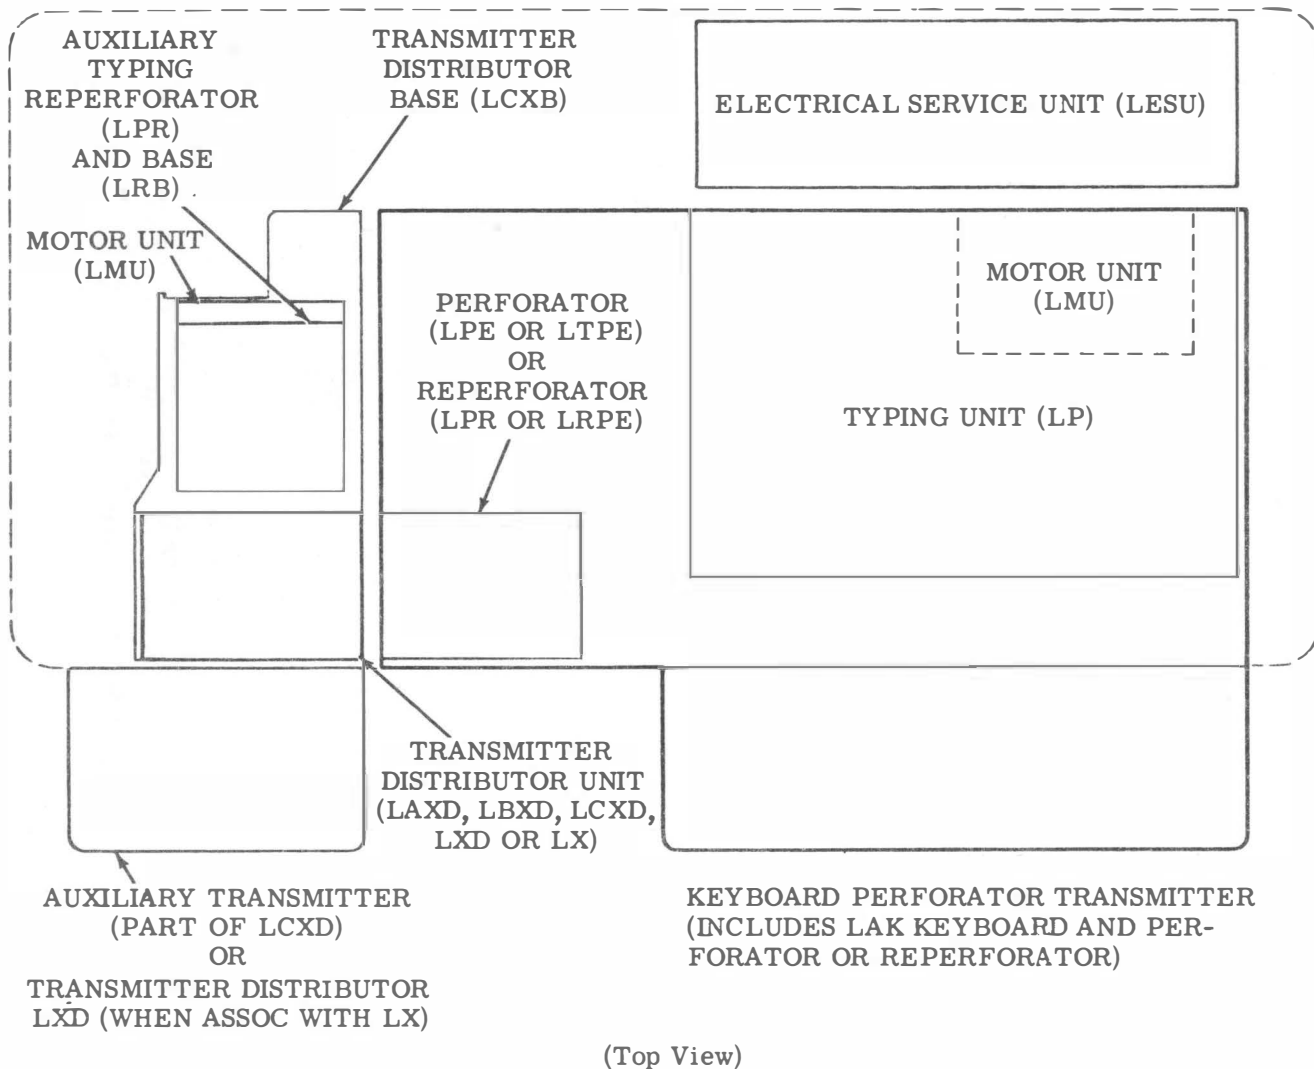 AUXILIARY
TYPING
REPERFORATOR
(LPR)
AND BASE
(LRB)
TRANSMITTER
DISTRIBUTOR
BASE (LCXB)
ELECTRICAL SERVICE UNIT (LESU)
MOTOR UNIT
(LMU)
PERFORATOR
(LPE OR LTPE)
OR
REPERFORATOR
(LPR OR LRPE)
MOTOR UNIT
(LMU)
TYPING UNIT (LP)
TRANSMITTER
DISTRIBUTOR UNIT
(LAXD, LBXD, LCXD,
LXD OR LX)
AUXILIARY TRANSMITTER
(PART OF LCXD)
OR
TRANSMITTER DISTRIBUTOR
LXD (WHEN ASSOC WITH LX)
KEYBOARD PERFORATOR TRANSMITTER
(INCLUDES LAK KEYBOARD AND PER-
FORATOR OR REPERFORATOR)
(Top View)